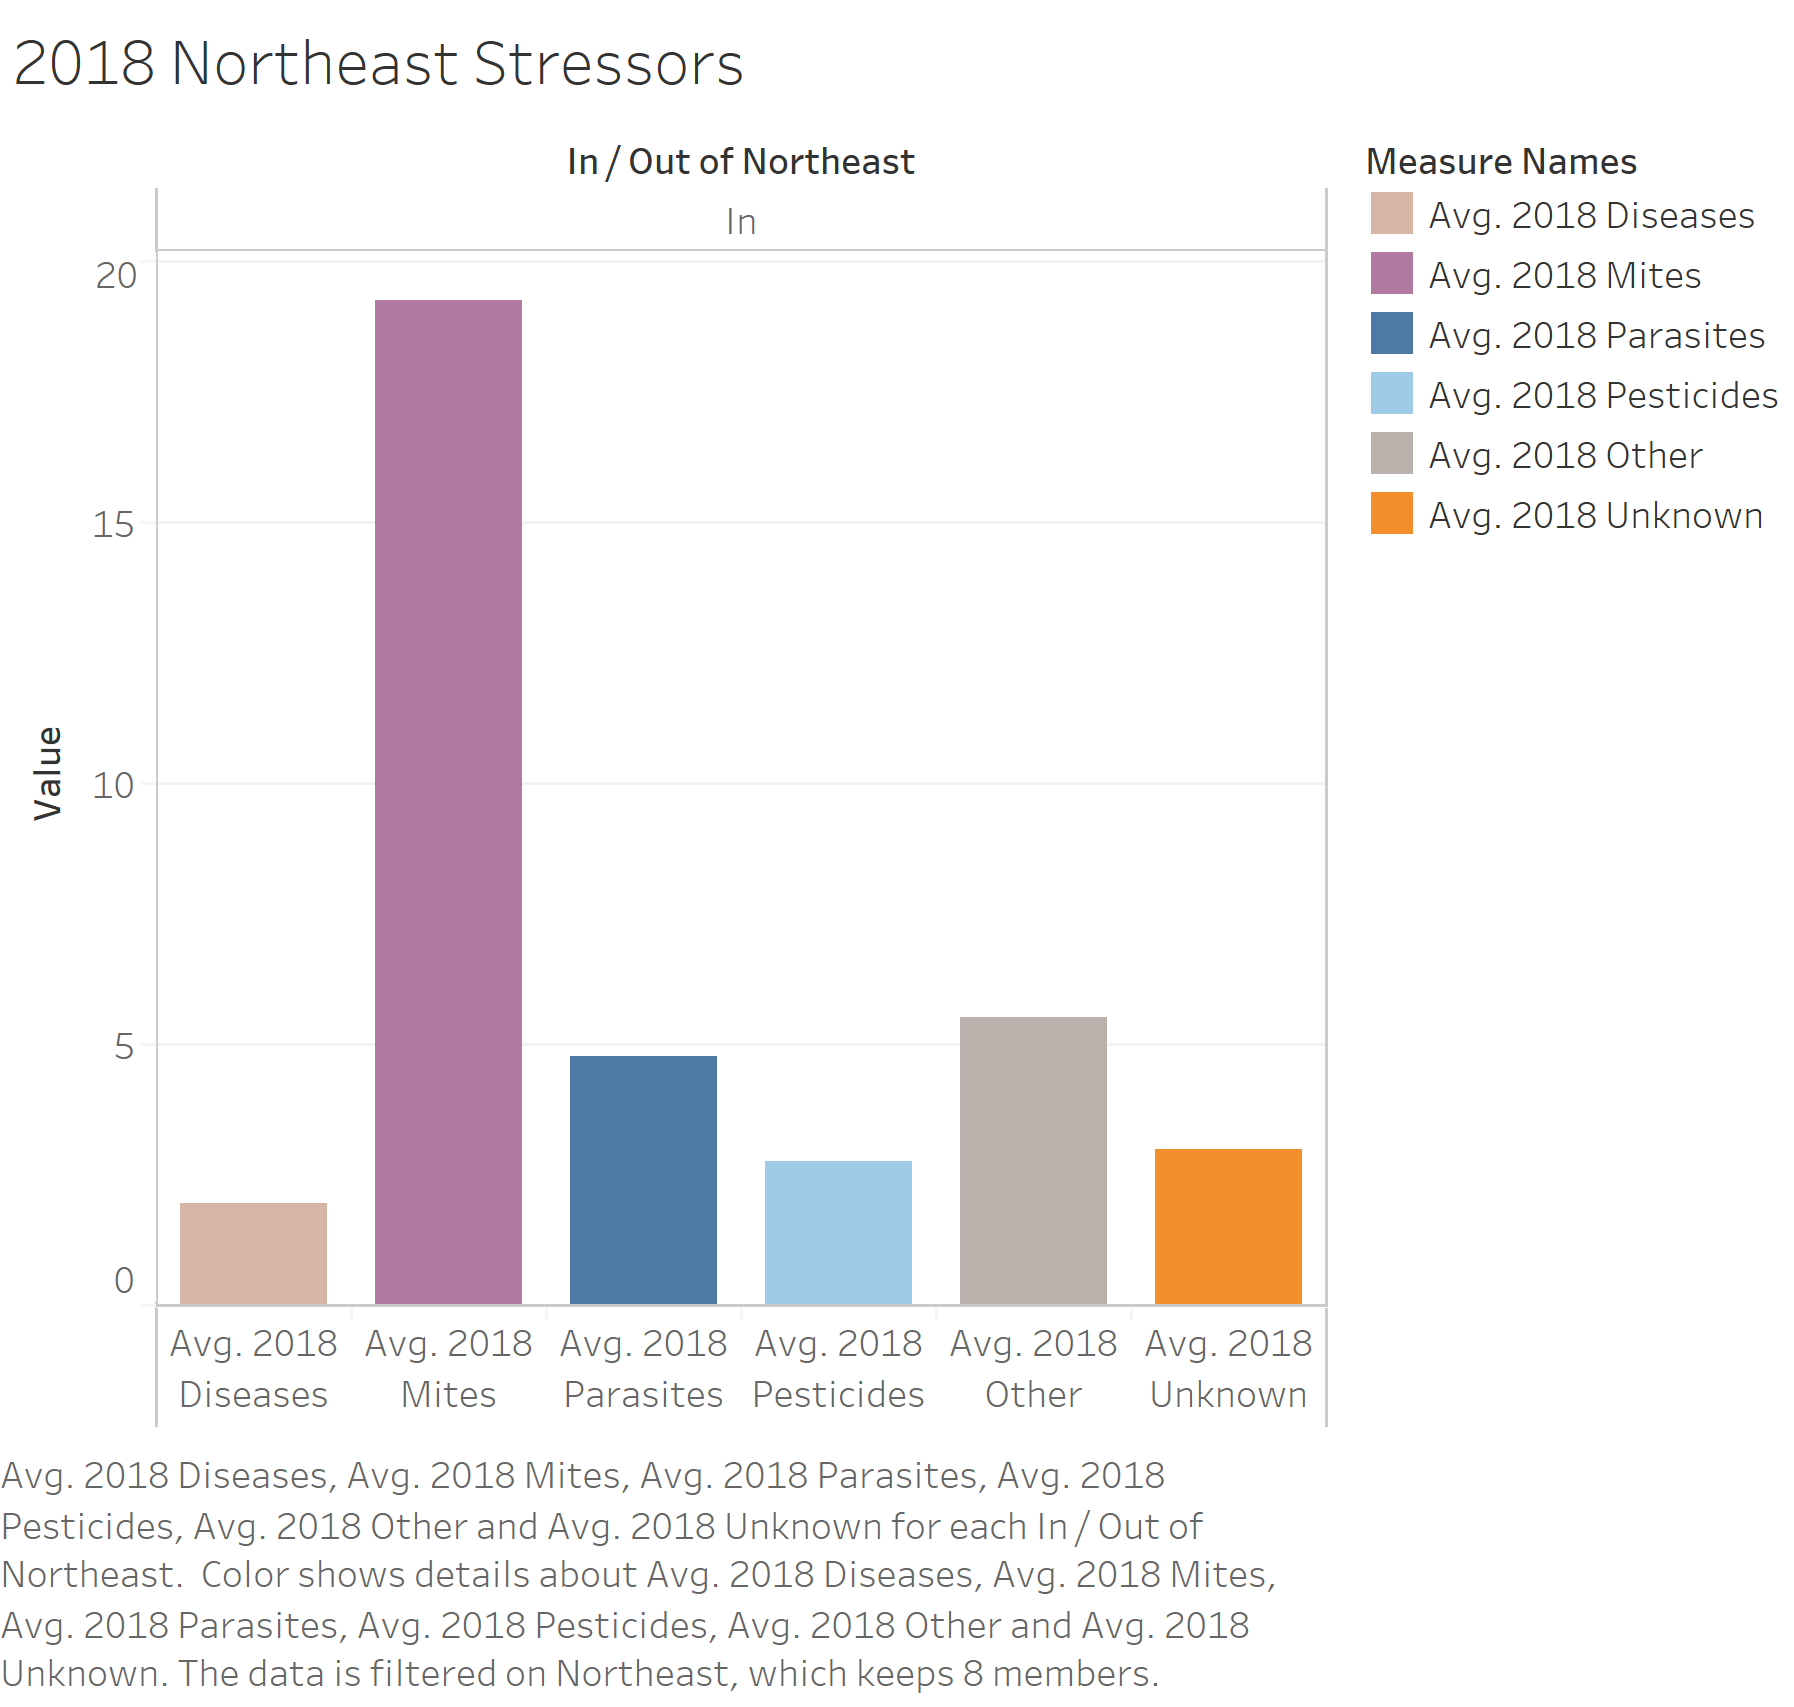 2018 Northeast Stressors
In / Out of Northeast
In
20
15
10
5
0
Value
Avg. 2018 Diseases
Avg. 2018 Mites
Avg. 2018 Parasites
Avg. 2018 Pesticides
Avg. 2018 Other
Avg. 2018 Unknown
Measure Names
Avg. 2018 Diseases
Avg. 2018 Mites
Avg. 2018 Parasites
Avg. 2018 Pesticides
Avg. 2018 Other
Avg. 2018 Unknown
Avg. 2018 Diseases, Avg. 2018 Mites, Avg. 2018 Parasites, Avg. 2018
Pesticides, Avg. 2018 Other and Avg. 2018 Unknown for each In / Out of
Northeast.  Color shows details about Avg. 2018 Diseases, Avg. 2018 Mites,
Avg. 2018 Parasites, Avg. 2018 Pesticides, Avg. 2018 Other and Avg. 2018
Unknown. The data is filtered on Northeast, which keeps 8 members.